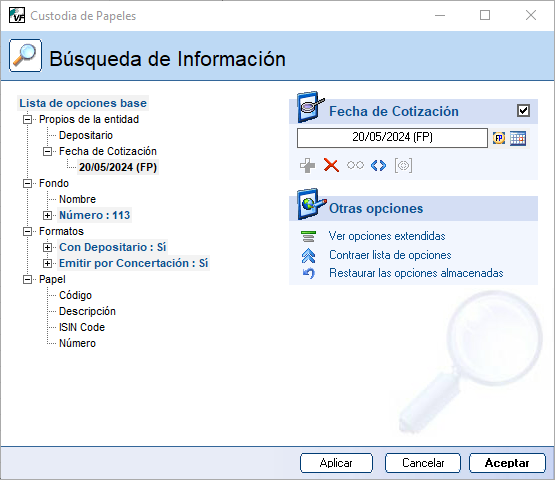 VF
Custodia de Papeles
Búsqueda de Información
Lista de opciones base
Propios de la entidad
Depositario
Fecha de Cotización
20/05/2024 (FP)
Fondo
Nombre
Número : 113
Formatos
Con Depositario : Sí
Emitir por Concertación : Sí
Papel
Código
Descripción
ISIN Code
Número
Fecha de Cotización
20/05/2024 (FP)
FP
Otras opciones
Ver opciones extendidas
Contraer lista de opciones
Restaurar las opciones almacenadas
Aplicar
Cancelar
Aceptar